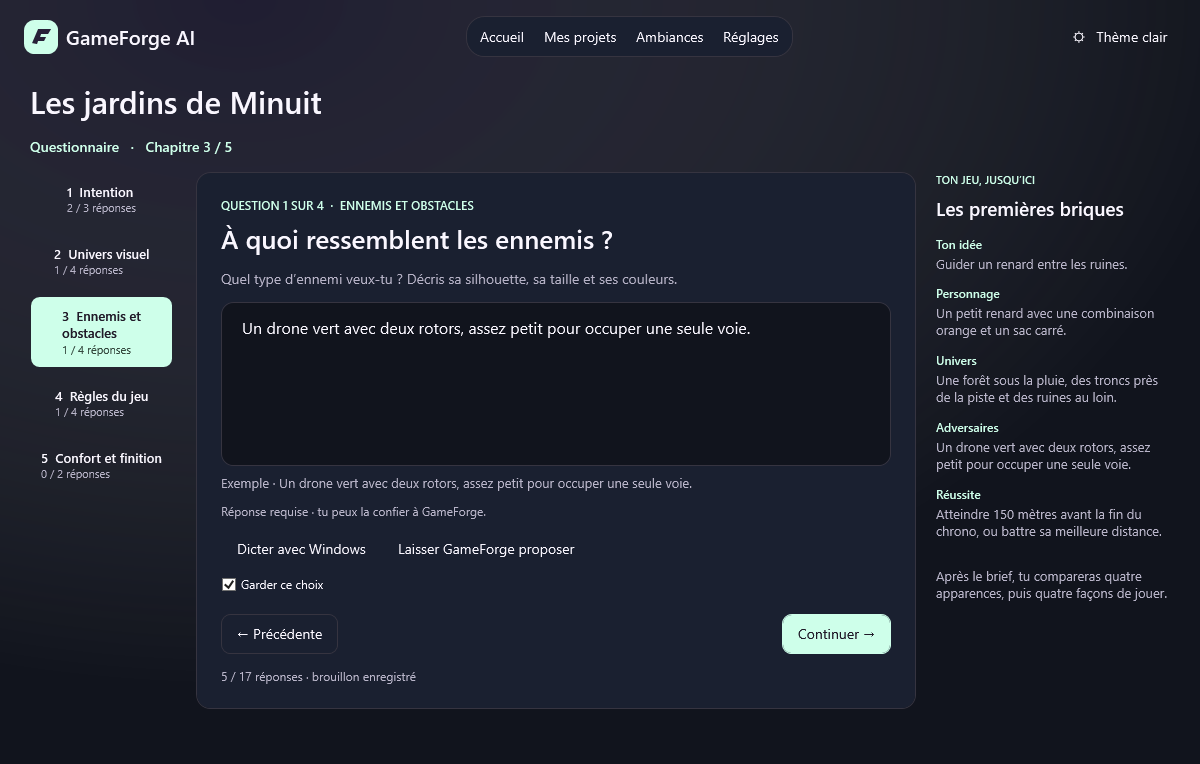 GameForge AI
Accueil
Mes projets
Ambiances
Réglages
Thème clair
Les jardins de Minuit
Questionnaire · Chapitre 3 / 5
1 Intention
2 / 3 réponses
2 Univers visuel
1 / 4 réponses
3 Ennemis et
obstacles
1 / 4 réponses
4 Règles du jeu
1 / 4 réponses
5 Confort et finition
0 / 2 réponses
QUESTION 1 SUR 4 · ENNEMIS ET OBSTACLES
À quoi ressemblent les ennemis ?
Quel type d’ennemi veux-tu ? Décris sa silhouette, sa taille et ses couleurs.
Un drone vert avec deux rotors, assez petit pour occuper une seule voie.
Exemple · Un drone vert avec deux rotors, assez petit pour occuper une seule voie.
Réponse requise · tu peux la confier à GameForge.
Dicter avec Windows
Laisser GameForge proposer
Garder ce choix
← Précédente
Continuer →
5 / 17 réponses · brouillon enregistré
TON JEU, JUSQU’ICI
Les premières briques
Ton idée
Guider un renard entre les ruines.
Personnage
Un petit renard avec une combinaison
orange et un sac carré.
Univers
Une forêt sous la pluie, des troncs près
de la piste et des ruines au loin.
Adversaires
Un drone vert avec deux rotors, assez
petit pour occuper une seule voie.
Réussite
Atteindre 150 mètres avant la fin du
chrono, ou battre sa meilleure distance.
Après le brief, tu compareras quatre
apparences, puis quatre façons de jouer.